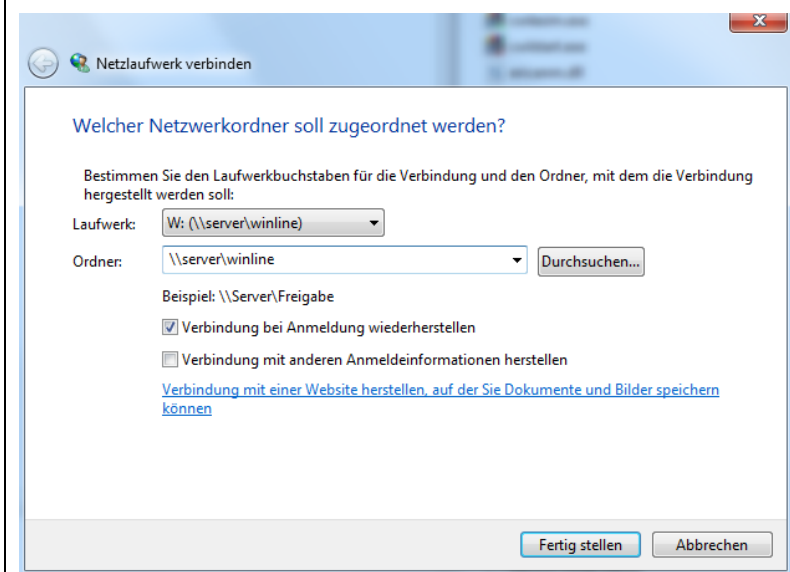 Netzlaufwerk verbinden
Welcher Netzwerkordner soll zugeordnet werden?
Bestimmen Sie den Laufwerkbuchstaben für die Verbindung und den Ordner, mit dem die Verbindung
hergestellt werden soll:
Laufwerk: W: (\\server\winline)
Ordner: \\server\winline Durchsuchen...
Beispiel: \\Server\Freigabe
Verbindung bei Anmeldung wiederherstellen
Verbindung mit anderen Anmeldeinformationen herstellen
Verbindung mit einer Website herstellen, auf der Sie Dokumente und Bilder speichern
können
Fertig stellen Abbrechen